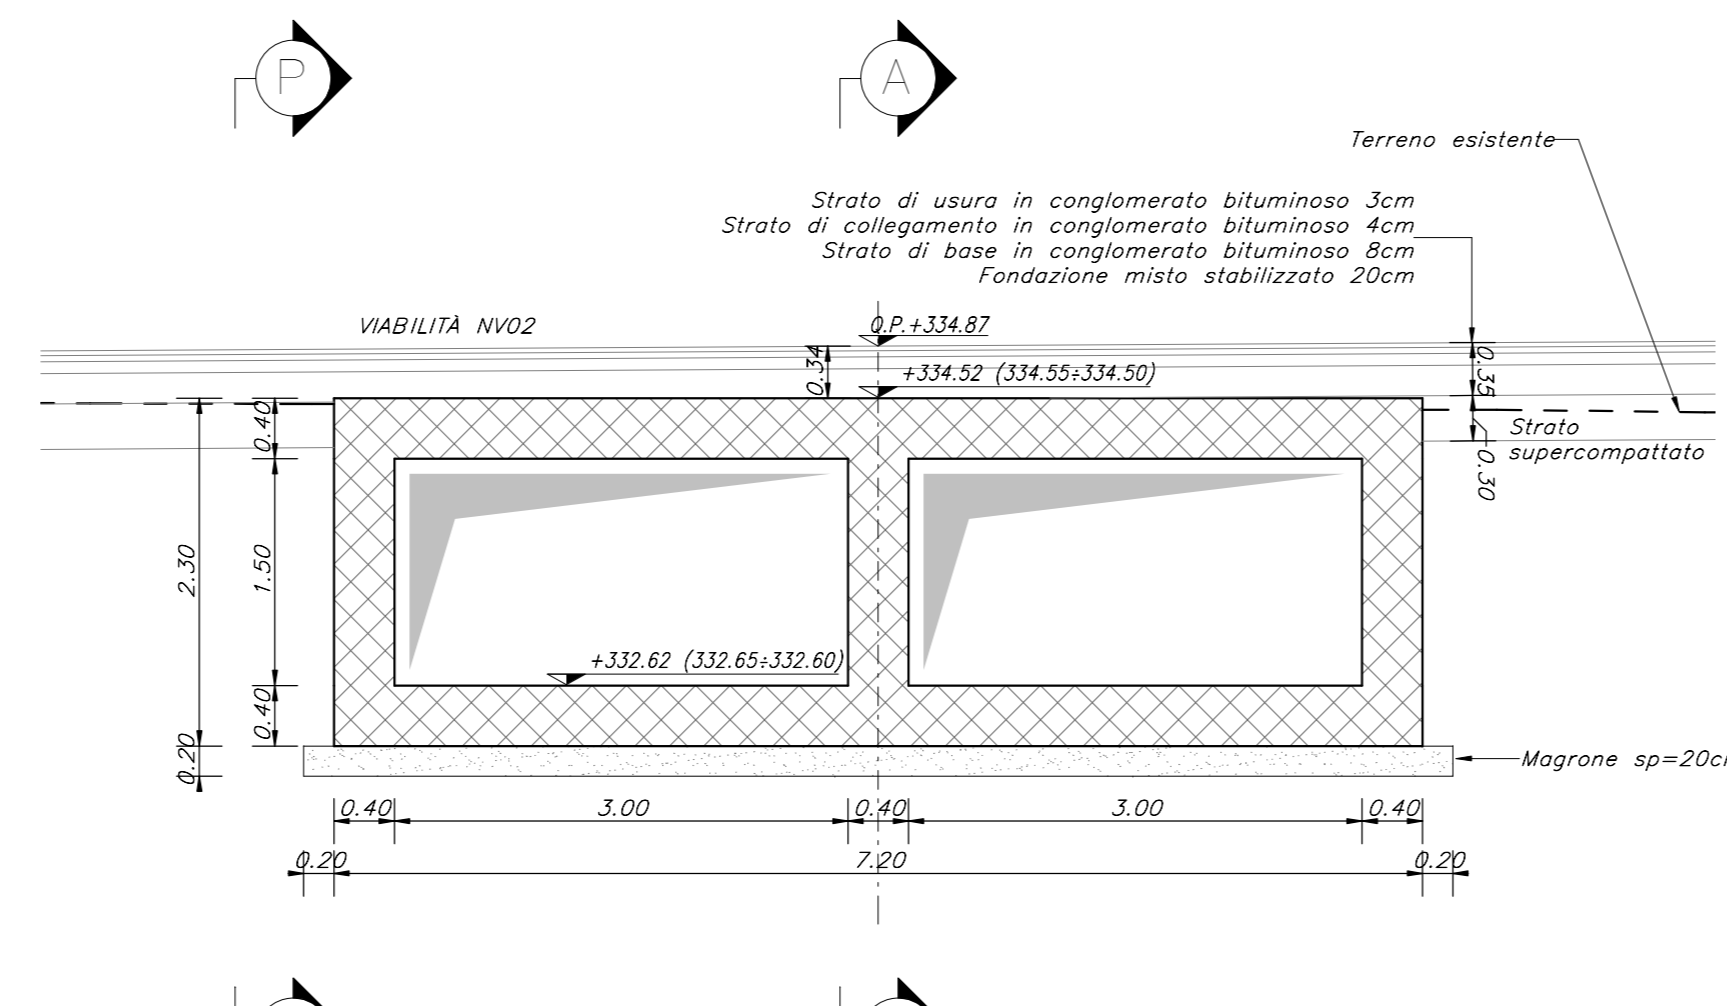 P
A
Terreno esistente
Strato di usura in conglomerato bituminoso 3cm
Strato di collegamento in conglomerato bituminoso 4cm
Strato di base in conglomerato bituminoso 8cm
Fondazione misto stabilizzato 20cm
VIABILITÀ NV02
Q.P.+334.87
0.34
0.35
+334.52 (334.55÷334.50)
0.40
Strato
supercompattato
0.30
2.30
1.50
+332.62 (332.65÷332.60)
0.40
0.20
Magrone sp=20c
0.40
3.00
0.40
3.00
0.40
0.20
7.20
0.20